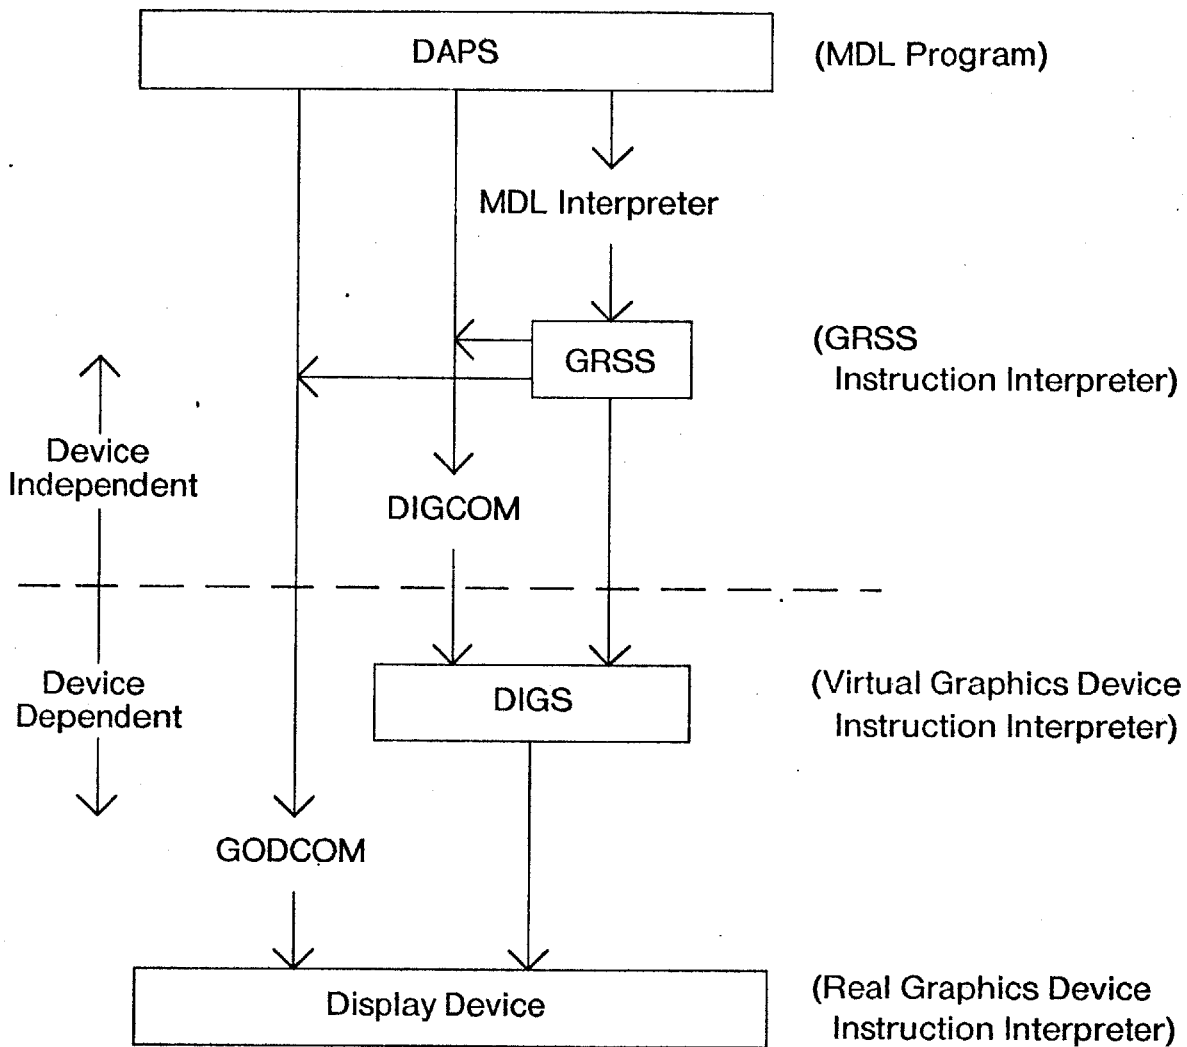 DAPS
(MDL Program)
MDL Interpreter
GRSS
(GRSS
Instruction Interpreter)
Device
Independent
DIGCOM
Device
Dependent
DIGS
(Virtual Graphics Device
Instruction Interpreter)
GODCOM
Display Device
(Real Graphics Device
Instruction Interpreter)